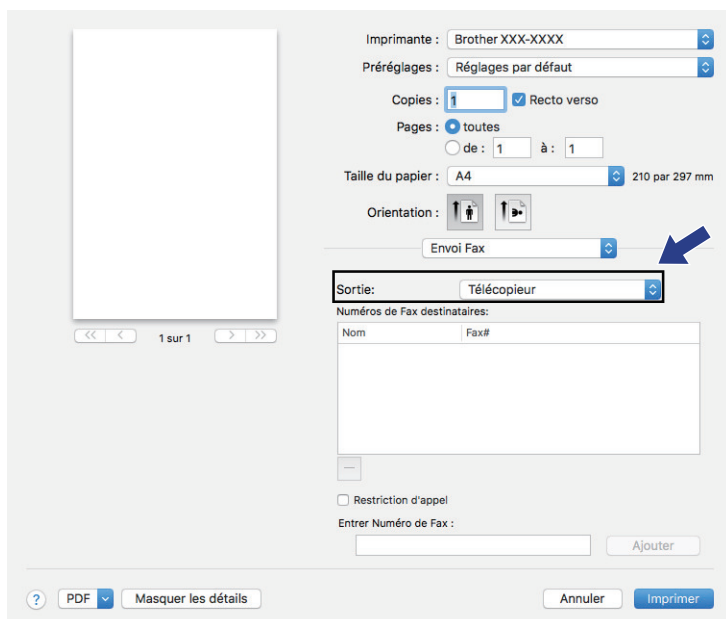 Imprimante : Brother XXX-XXXX
Préréglages : Réglages par défaut
Copies : 1 Recto verso
Pages : toutes
de : 1 à : 1
Taille du papier : A4 210 par 297 mm
Orientation :
Envoi Fax
Sortie: Télécopieur
Numéros de Fax destinataires:
Nom Fax#
<< < 1 sur 1 > >>
Restriction d'appel
Entrer Numéro de Fax :
Ajouter
? PDF Masquer les détails Annuler Imprimer